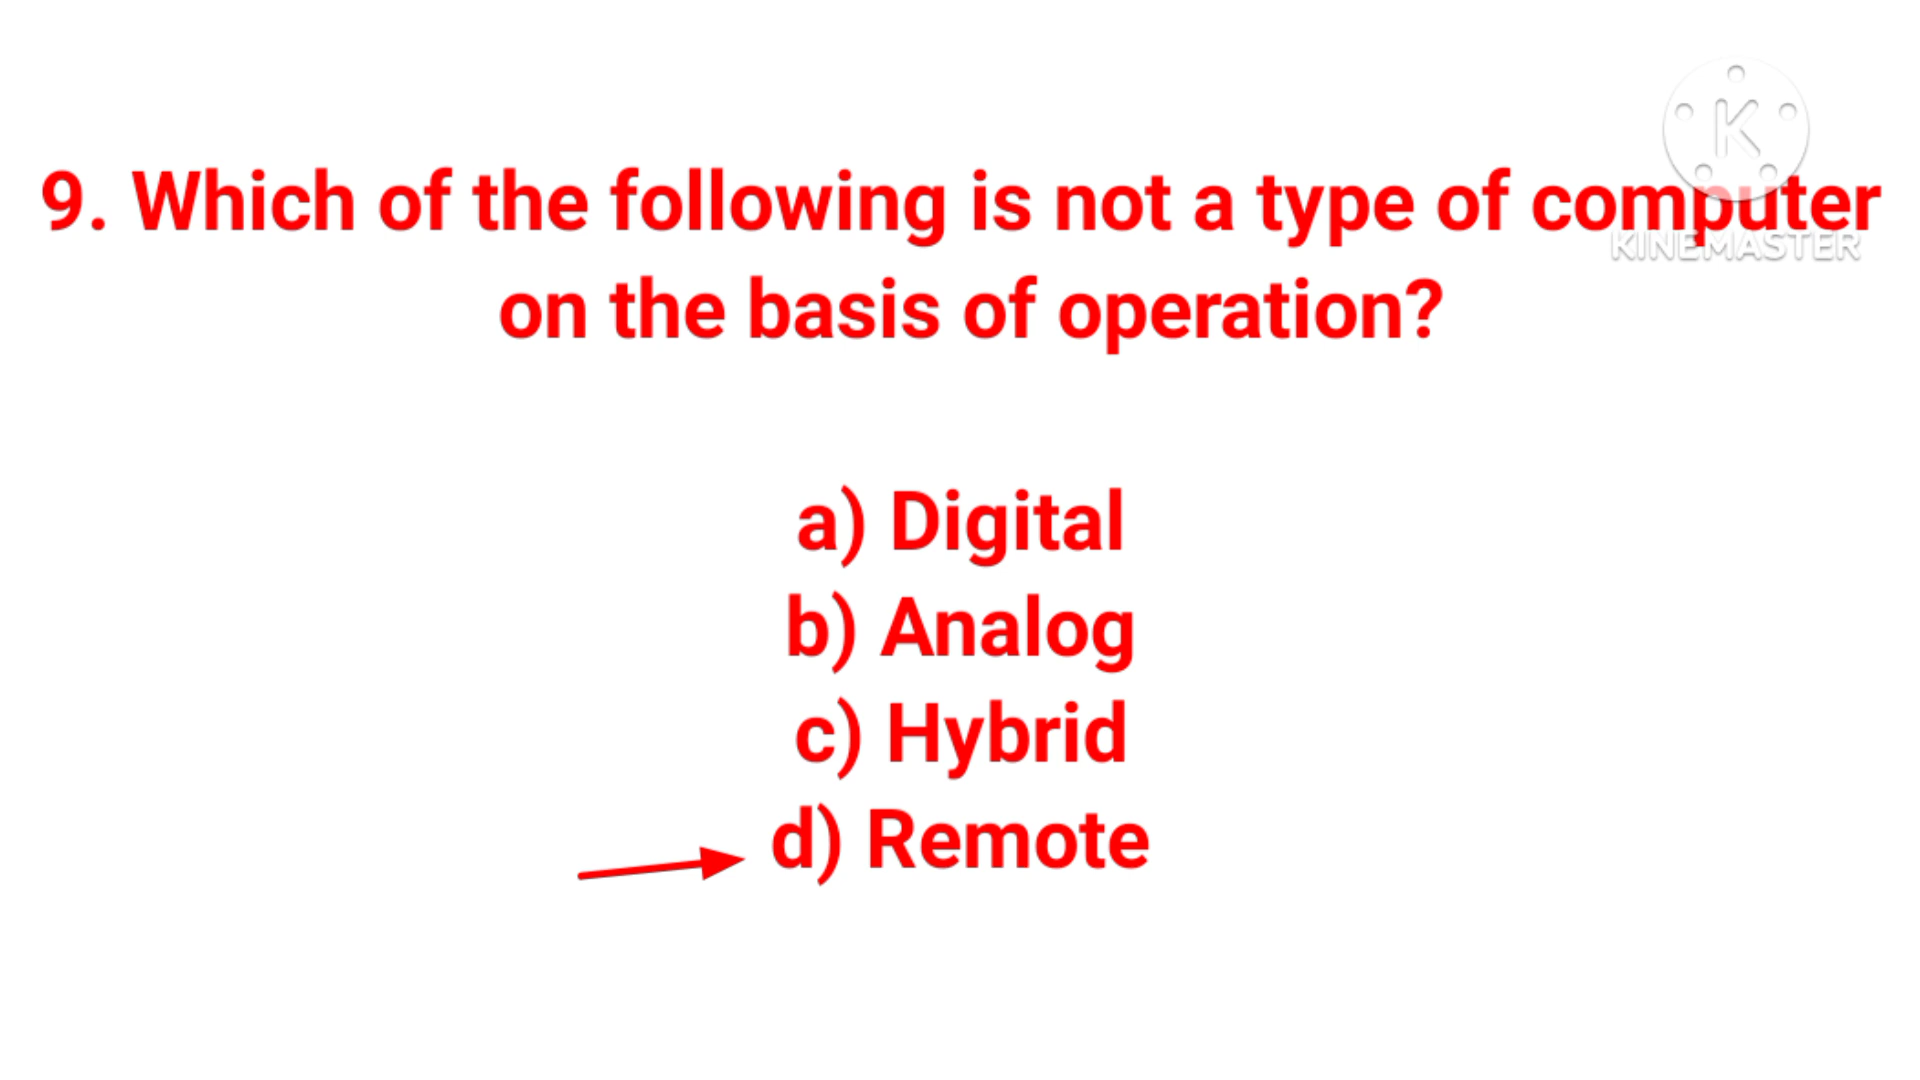 9. Which of the following is not a type of computer
on the basis of operation?
a) Digital
b) Analog
c) Hybrid
d) Remote
K
KINEMASTER